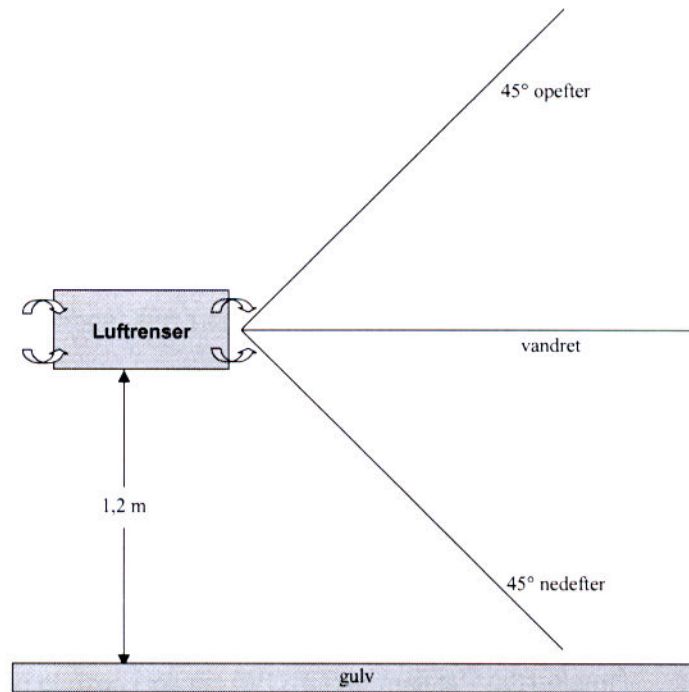 45° opefter
Luftrenser
vandret
1,2 m
45° nedefter
gulv